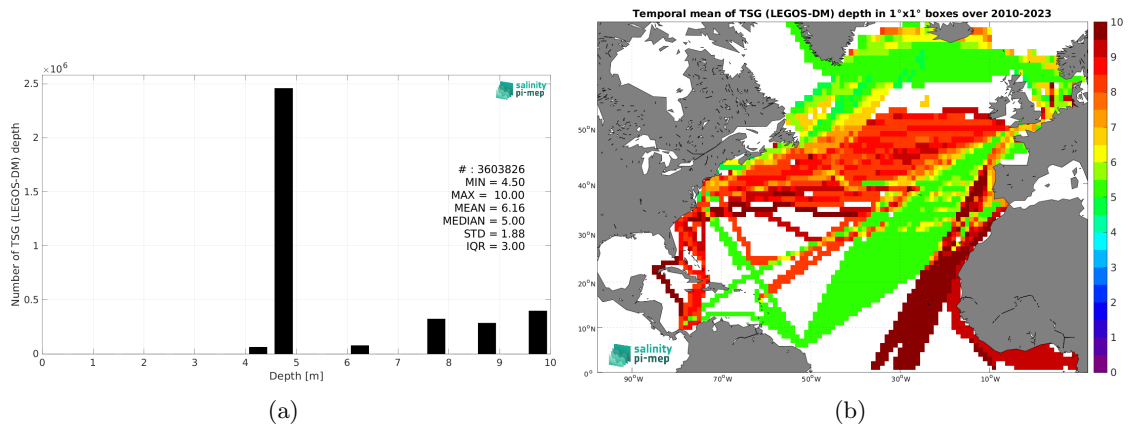 ×10⁶
2.5
2
1.5
1
0.5
0
Number of TSG (LEGOS-DM) depth
salinity
pi-mep
# : 3603826
MIN = 4.50
MAX = 10.00
MEAN = 6.16
MEDIAN = 5.00
STD = 1.88
IQR = 3.00
0 1 2 3 4 5 6 7 8 9 10
Depth [m]
(a)
Temporal mean of TSG (LEGOS-DM) depth in 1°x1° boxes over 2010-2023
50°N
40°N
30°N
20°N
10°N
0°
salinity
pi-mep
90°W 70°W 50°W 30°W 10°W
10
9
8
7
6
5
4
3
2
1
0
(b)